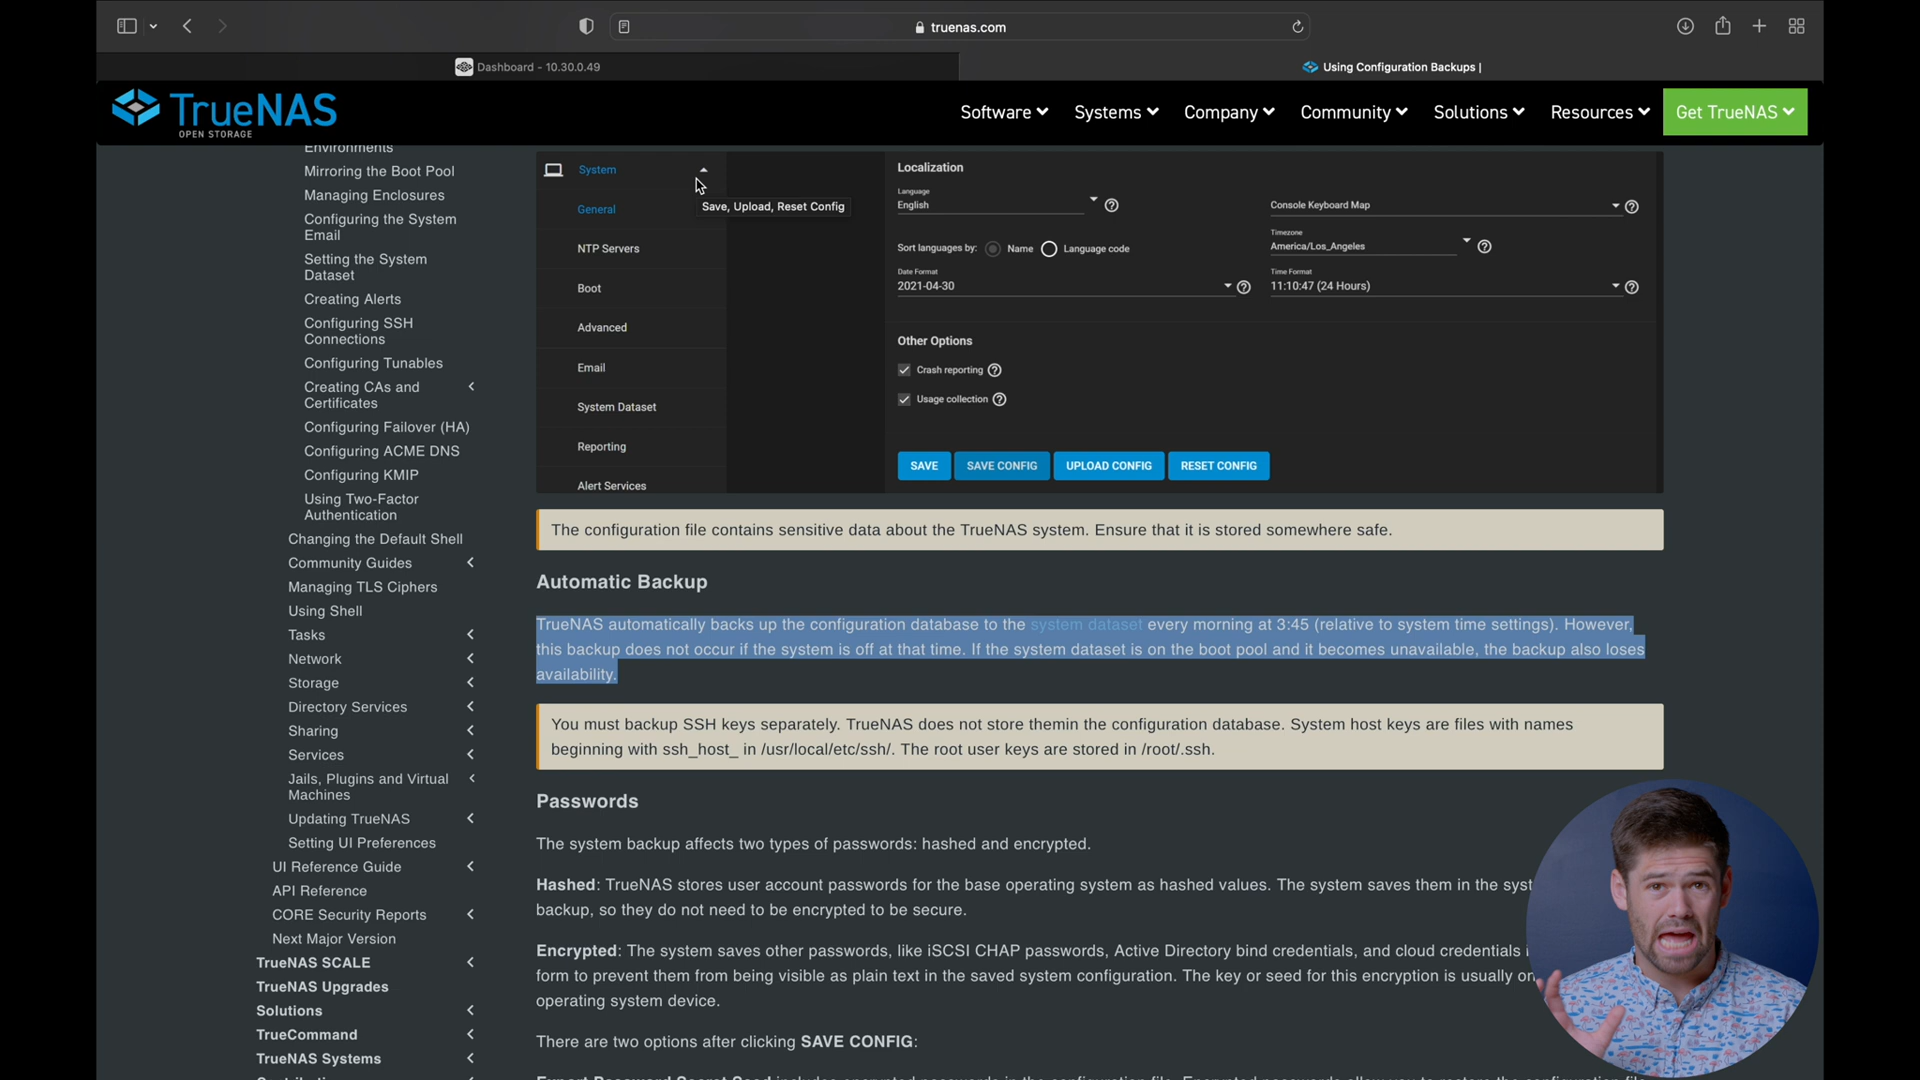 truenas.com
Dashboard - 10.30.0.49
Using Configuration Backups |
TrueNAS
OPEN STORAGE
Software
Systems
Company
Community
Solutions
Resources
Get TrueNAS
Environments
Mirroring the Boot Pool
Managing Enclosures
Configuring the System
Email
Setting the System
Dataset
Creating Alerts
Configuring SSH
Connections
Configuring Tunables
Creating CAs and
Certificates
Configuring Failover (HA)
Configuring ACME DNS
Configuring KMIP
Using Two-Factor
Authentication
Changing the Default Shell
Community Guides
Managing TLS Ciphers
Using Shell
Tasks
Network
Storage
Directory Services
Sharing
Services
Jails, Plugins and Virtual
Machines
Updating TrueNAS
Setting UI Preferences
UI Reference Guide
API Reference
CORE Security Reports
Next Major Version
TrueNAS SCALE
TrueNAS Upgrades
Solutions
TrueCommand
TrueNAS Systems
System
General
Save, Upload, Reset Config
NTP Servers
Boot
Advanced
Email
System Dataset
Reporting
Alert Services
Localization
Language
English
Console Keyboard Map
Sort languages by:
Name
Language code
Timezone
America/Los_Angeles
Date Format
2021-04-30
Time Format
11:10:47 (24 Hours)
Other Options
Crash reporting
Usage collection
SAVE
SAVE CONFIG
UPLOAD CONFIG
RESET CONFIG
The configuration file contains sensitive data about the TrueNAS system. Ensure that it is stored somewhere safe.
Automatic Backup
TrueNAS automatically backs up the configuration database to the system dataset every morning at 3:45 (relative to system time settings). However,
this backup does not occur if the system is off at that time. If the system dataset is on the boot pool and it becomes unavailable, the backup also loses
availability.
You must backup SSH keys separately. TrueNAS does not store themin the configuration database. System host keys are files with names
beginning with ssh_host_ in /usr/local/etc/ssh/. The root user keys are stored in /root/.ssh.
Passwords
The system backup affects two types of passwords: hashed and encrypted.
Hashed: TrueNAS stores user account passwords for the base operating system as hashed values. The system saves them in the syst
backup, so they do not need to be encrypted to be secure.
Encrypted: The system saves other passwords, like iSCSI CHAP passwords, Active Directory bind credentials, and cloud credentials
form to prevent them from being visible as plain text in the saved system configuration. The key or seed for this encryption is usually on
operating system device.
There are two options after clicking SAVE CONFIG: